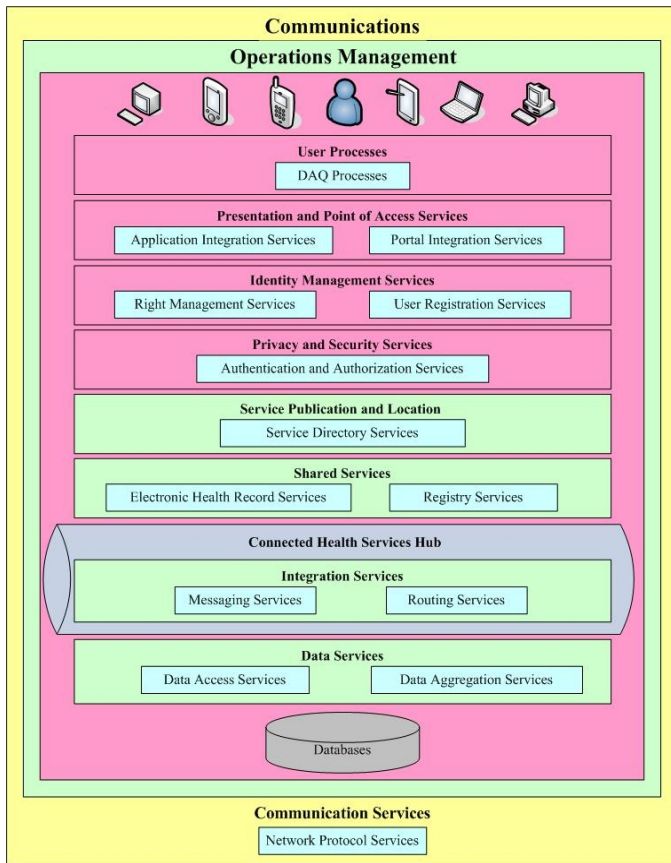 Communications
Operations Management
User Processes
DAQ Processes
Presentation and Point of Access Services
Application Integration Services
Portal Integration Services
Identity Management Services
Right Management Services
User Registration Services
Privacy and Security Services
Authentication and Authorization Services
Service Publication and Location
Service Directory Services
Shared Services
Electronic Health Record Services
Registry Services
Connected Health Services Hub
Integration Services
Messaging Services
Routing Services
Data Services
Data Access Services
Data Aggregation Services
Databases
Communication Services
Network Protocol Services